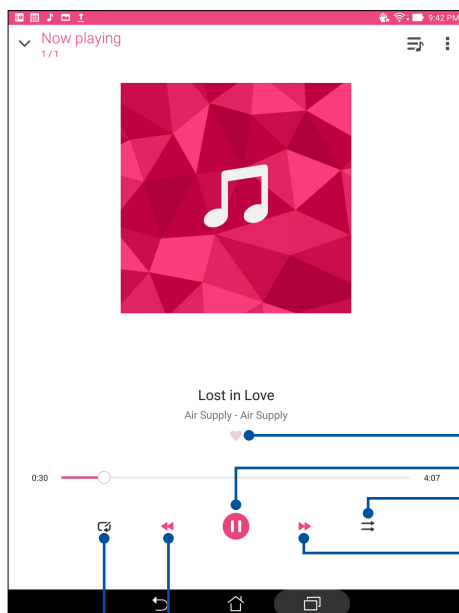 9:42 PM
Now playing
1 / 1
Lost in Love
Air Supply - Air Supply
0:30
4:07